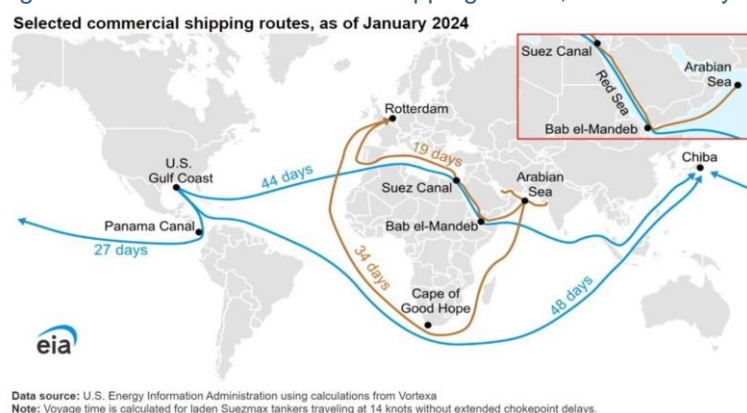 Selected commercial shipping routes, as of January 2024
Suez Canal
Arabian
Sea
Red Sea
Bab el-Mandeb
Rotterdam
19 days
U.S.
Gulf Coast
44 days
Suez Canal
Arabian
Sea
Chiba
Panama Canal
27 days
Bab el-Mandeb
34 days
Cape of
Good Hope
48 days
eia
Data source: U.S. Energy Information Administration using calculations from Vortexa
Note: Voyage time is calculated for laden Suezmax tankers traveling at 14 knots without extended chokepoint delays.